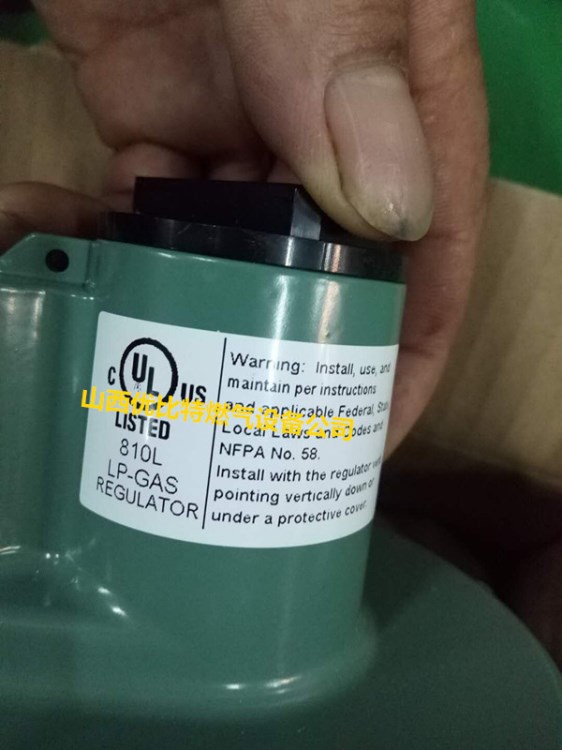 C UL US
LISTED
810L
LP-GAS
REGULATOR
Warning: Install, use, and
maintain per instructions
and applicable Federal, State
Local Laws and Codes and
NFPA No. 58.
Install with the regulator
pointing vertically down or
under a protective cover.
山西优比特燃气设备公司